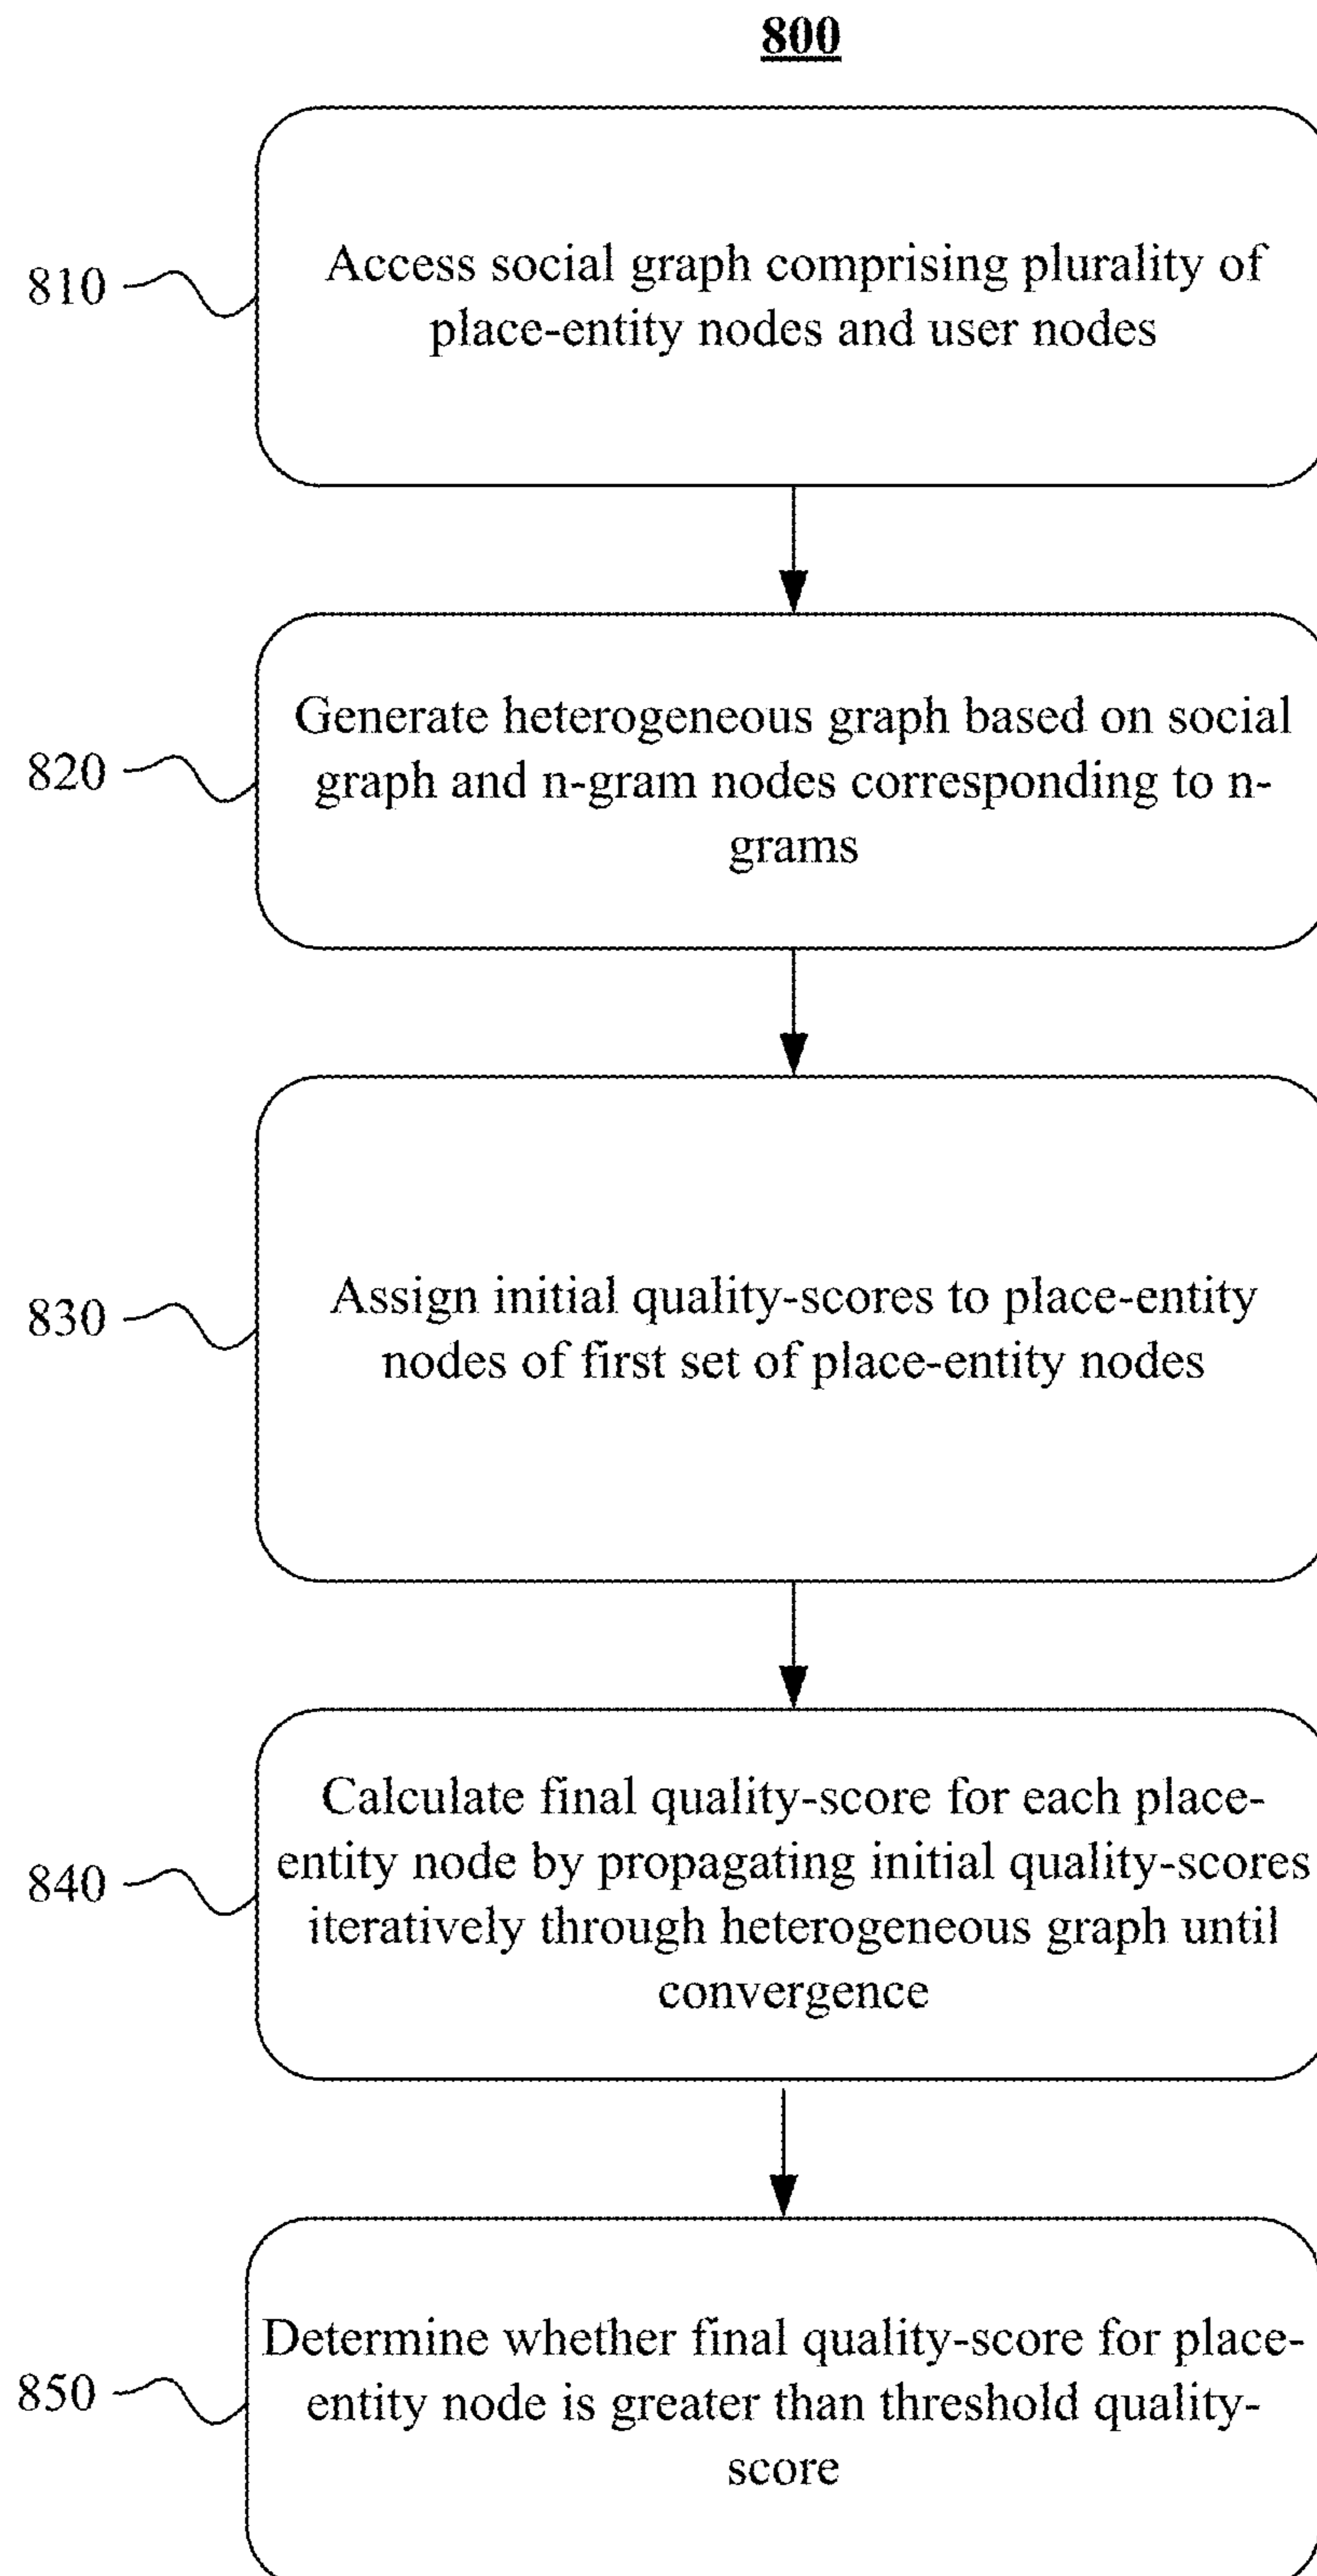 800
810
Access social graph comprising plurality of
place-entity nodes and user nodes
820
Generate heterogeneous graph based on social
graph and n-gram nodes corresponding to n-
grams
830
Assign initial quality-scores to place-entity
nodes of first set of place-entity nodes
840
Calculate final quality-score for each place-
entity node by propagating initial quality-scores
iteratively through heterogeneous graph until
convergence
850
Determine whether final quality-score for place-
entity node is greater than threshold quality-
score